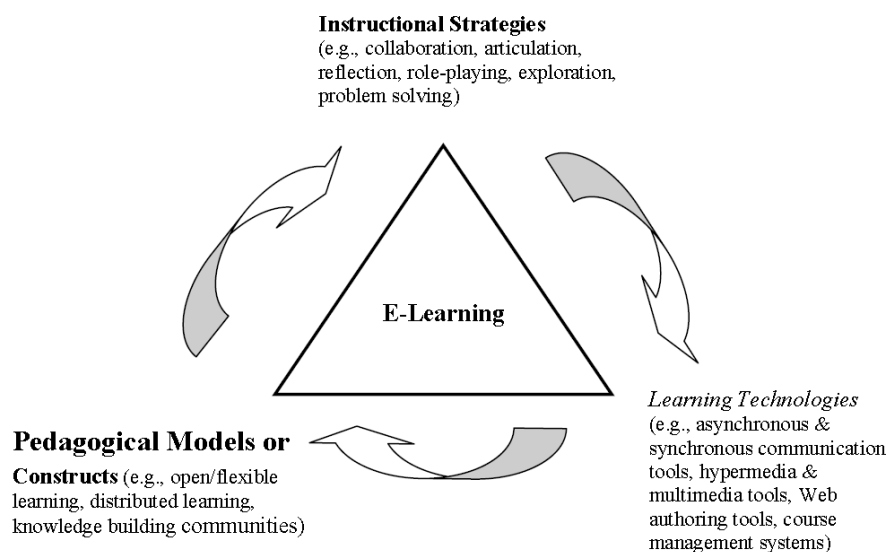 Instructional Strategies
(e.g., collaboration, articulation,
reflection, role-playing, exploration,
problem solving)
E-Learning
Pedagogical Models or
Constructs (e.g., open/flexible
learning, distributed learning,
knowledge building communities)
Learning Technologies
(e.g., asynchronous &
synchronous communication
tools, hypermedia &
multimedia tools, Web
authoring tools, course
management systems)